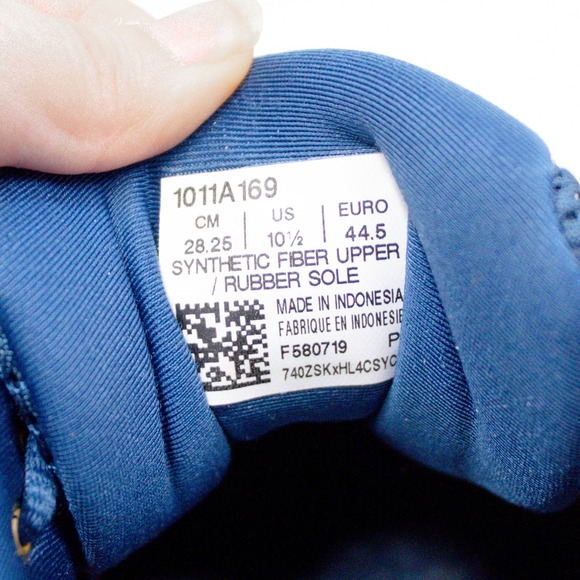 1011A169
CM | US | EURO
28.25 | 10½ | 44.5
SYNTHETIC FIBER UPPER
/ RUBBER SOLE
MADE IN INDONESIA
FABRIQUE EN INDONESIE
F580719 P
740ZSKxHL4CSYC